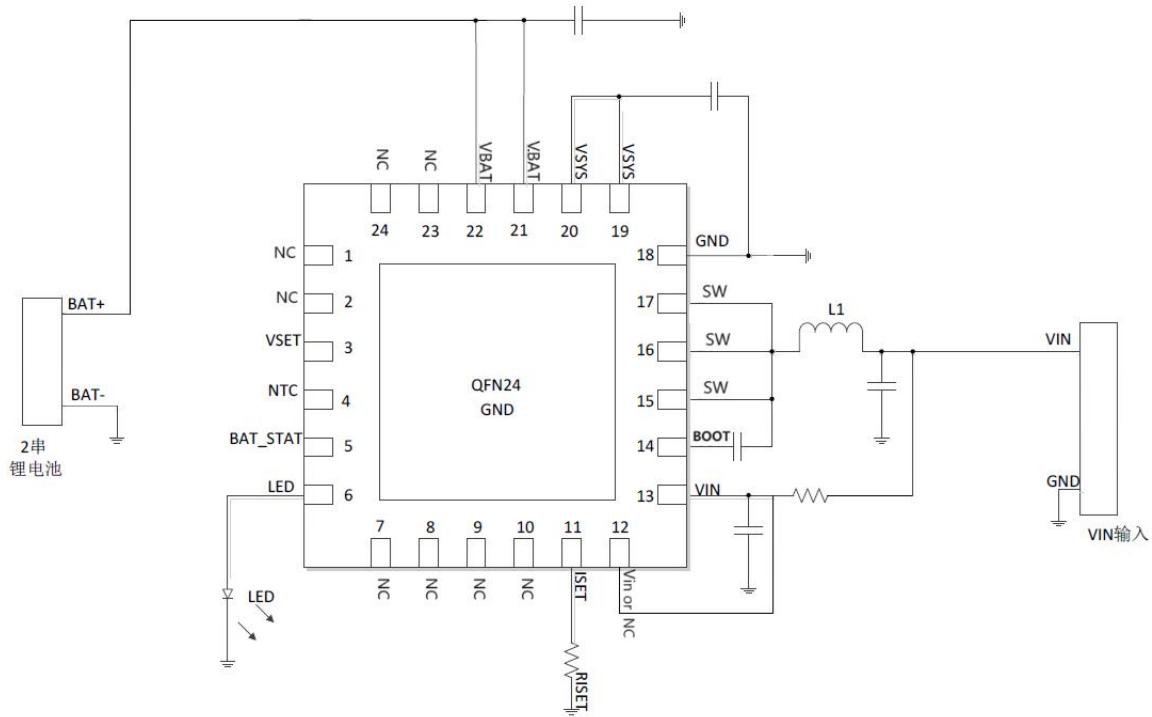 NC
NC
VBAT
VBAT
VSYS
VSYS
24
23
22
21
20
19
NC
1
18
GND
NC
2
17
SW
BAT+
VSET
3
16
SW
L1
VIN
QFN24
GND
NTC
4
15
SW
BAT-
BAT_STAT
5
14
BOOT
2串
锂电池
LED
6
13
VIN
GND
VIN输入
7
8
9
10
11
12
NC
NC
NC
NC
ISET
Vin or NC
LED
RISET